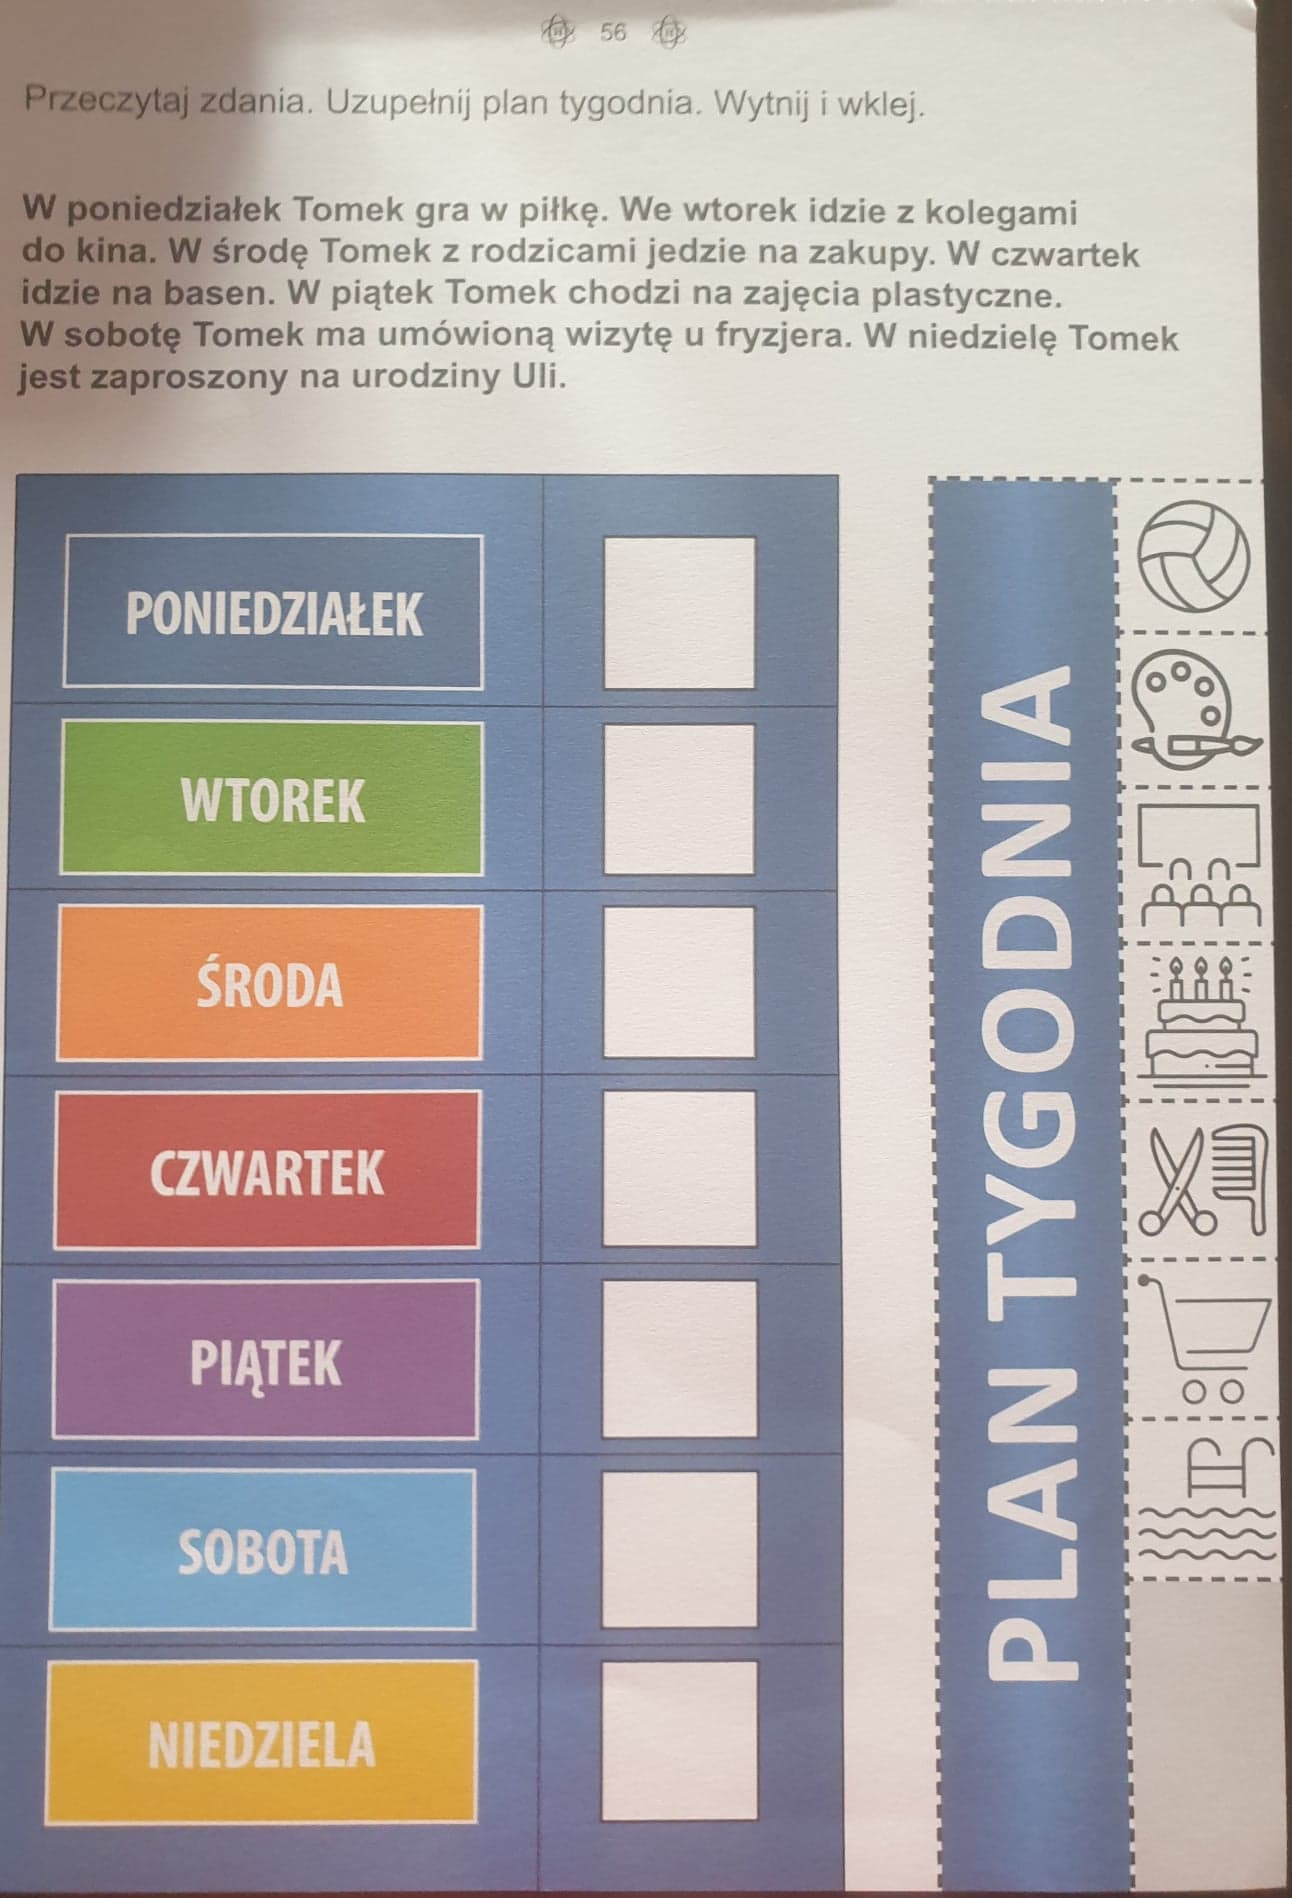 56
Przeczytaj zdania. Uzupełnij plan tygodnia. Wytnij i wklej.
W poniedziałek Tomek gra w piłkę. We wtorek idzie z kolegami
do kina. W środę Tomek z rodzicami jedzie na zakupy. W czwartek
idzie na basen. W piątek Tomek chodzi na zajęcia plastyczne.
W sobotę Tomek ma umówioną wizytę u fryzjera. W niedzielę Tomek
jest zaproszony na urodziny Uli.
PONIEDZIAŁEK
WTOREK
ŚRODA
CZWARTEK
PIĄTEK
SOBOTA
NIEDZIELA
PLAN TYGODNIA